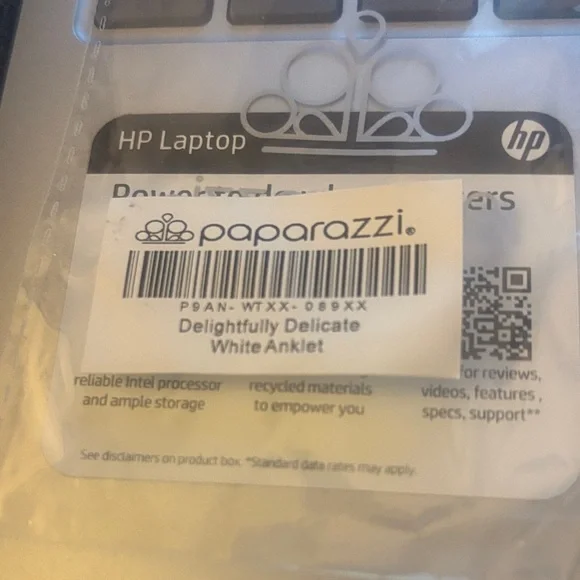 HP Laptop
hp
ers
paparazzi®
P9AN-WTXX-089XX
Delightfully Delicate
White Anklet
reliable Intel processor
and ample storage
recycled materials
to empower you
for reviews,
videos, features,
specs, support**
See disclaimers on product box. *Standard data rates may apply.